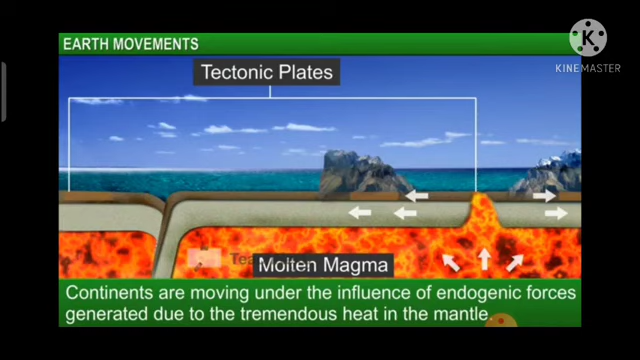 EARTH MOVEMENTS
K
KINEMASTER
Tectonic Plates
Molten Magma
Continents are moving under the influence of endogenic forces
generated due to the tremendous heat in the mantle.